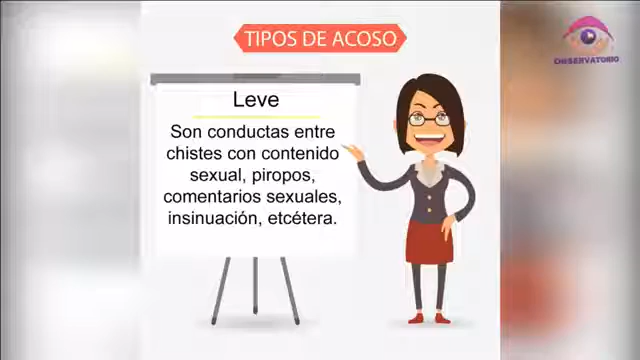 TIPOS DE ACOSO
OBSERVATORIO
Leve
Son conductas entre
chistes con contenido
sexual, piropos,
comentarios sexuales,
insinuación, etcétera.